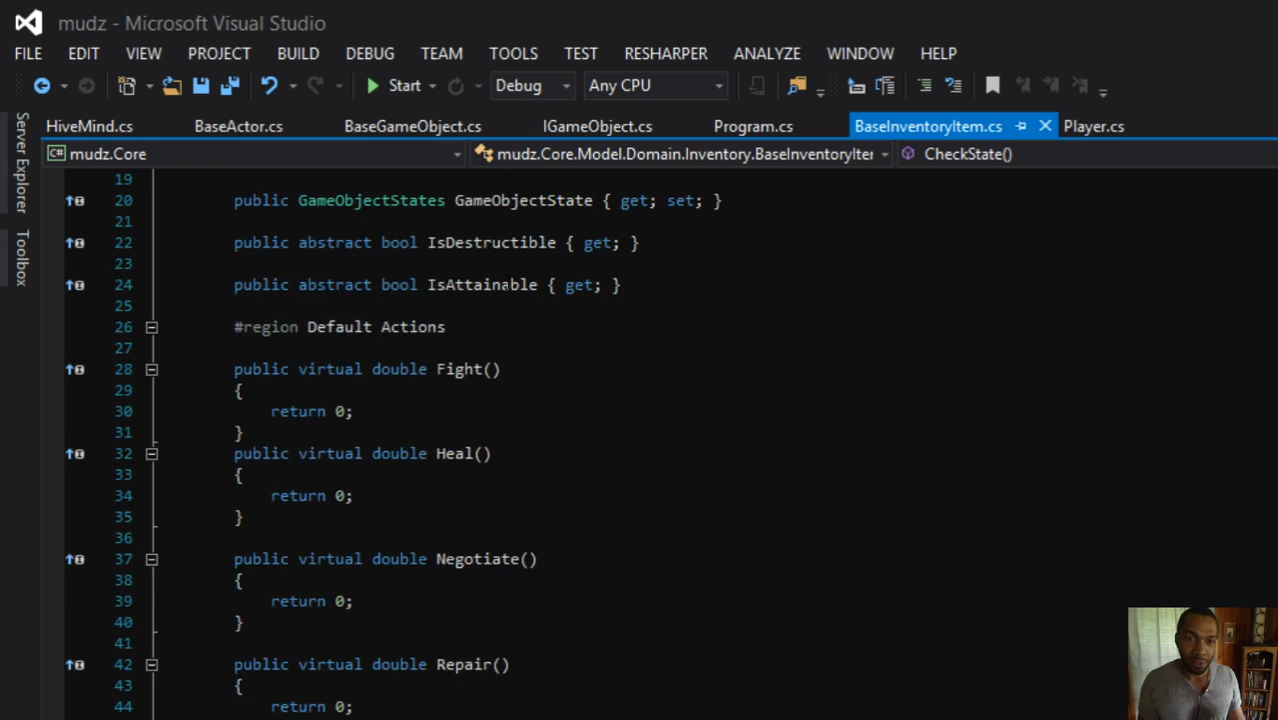 mudz - Microsoft Visual Studio
FILE EDIT VIEW PROJECT BUILD DEBUG TEAM TOOLS TEST RESHARPER ANALYZE WINDOW HELP
Start Debug Any CPU
HiveMind.cs BaseActor.cs BaseGameObject.cs IGameObject.cs Program.cs BaseInventoryItem.cs Player.cs
C# mudz.Core mudz.Core.Model.Domain.Inventory.BaseInventoryIter CheckState()
Server Explorer
Toolbox
19
20 public GameObjectStates GameObjectState { get; set; }
21
22 public abstract bool IsDestructible { get; }
23
24 public abstract bool IsAttainable { get; }
25
26 #region Default Actions
27
28 public virtual double Fight()
29 {
30 return 0;
31 }
32 public virtual double Heal()
33 {
34 return 0;
35 }
36
37 public virtual double Negotiate()
38 {
39 return 0;
40 }
41
42 public virtual double Repair()
43 {
44 return 0;